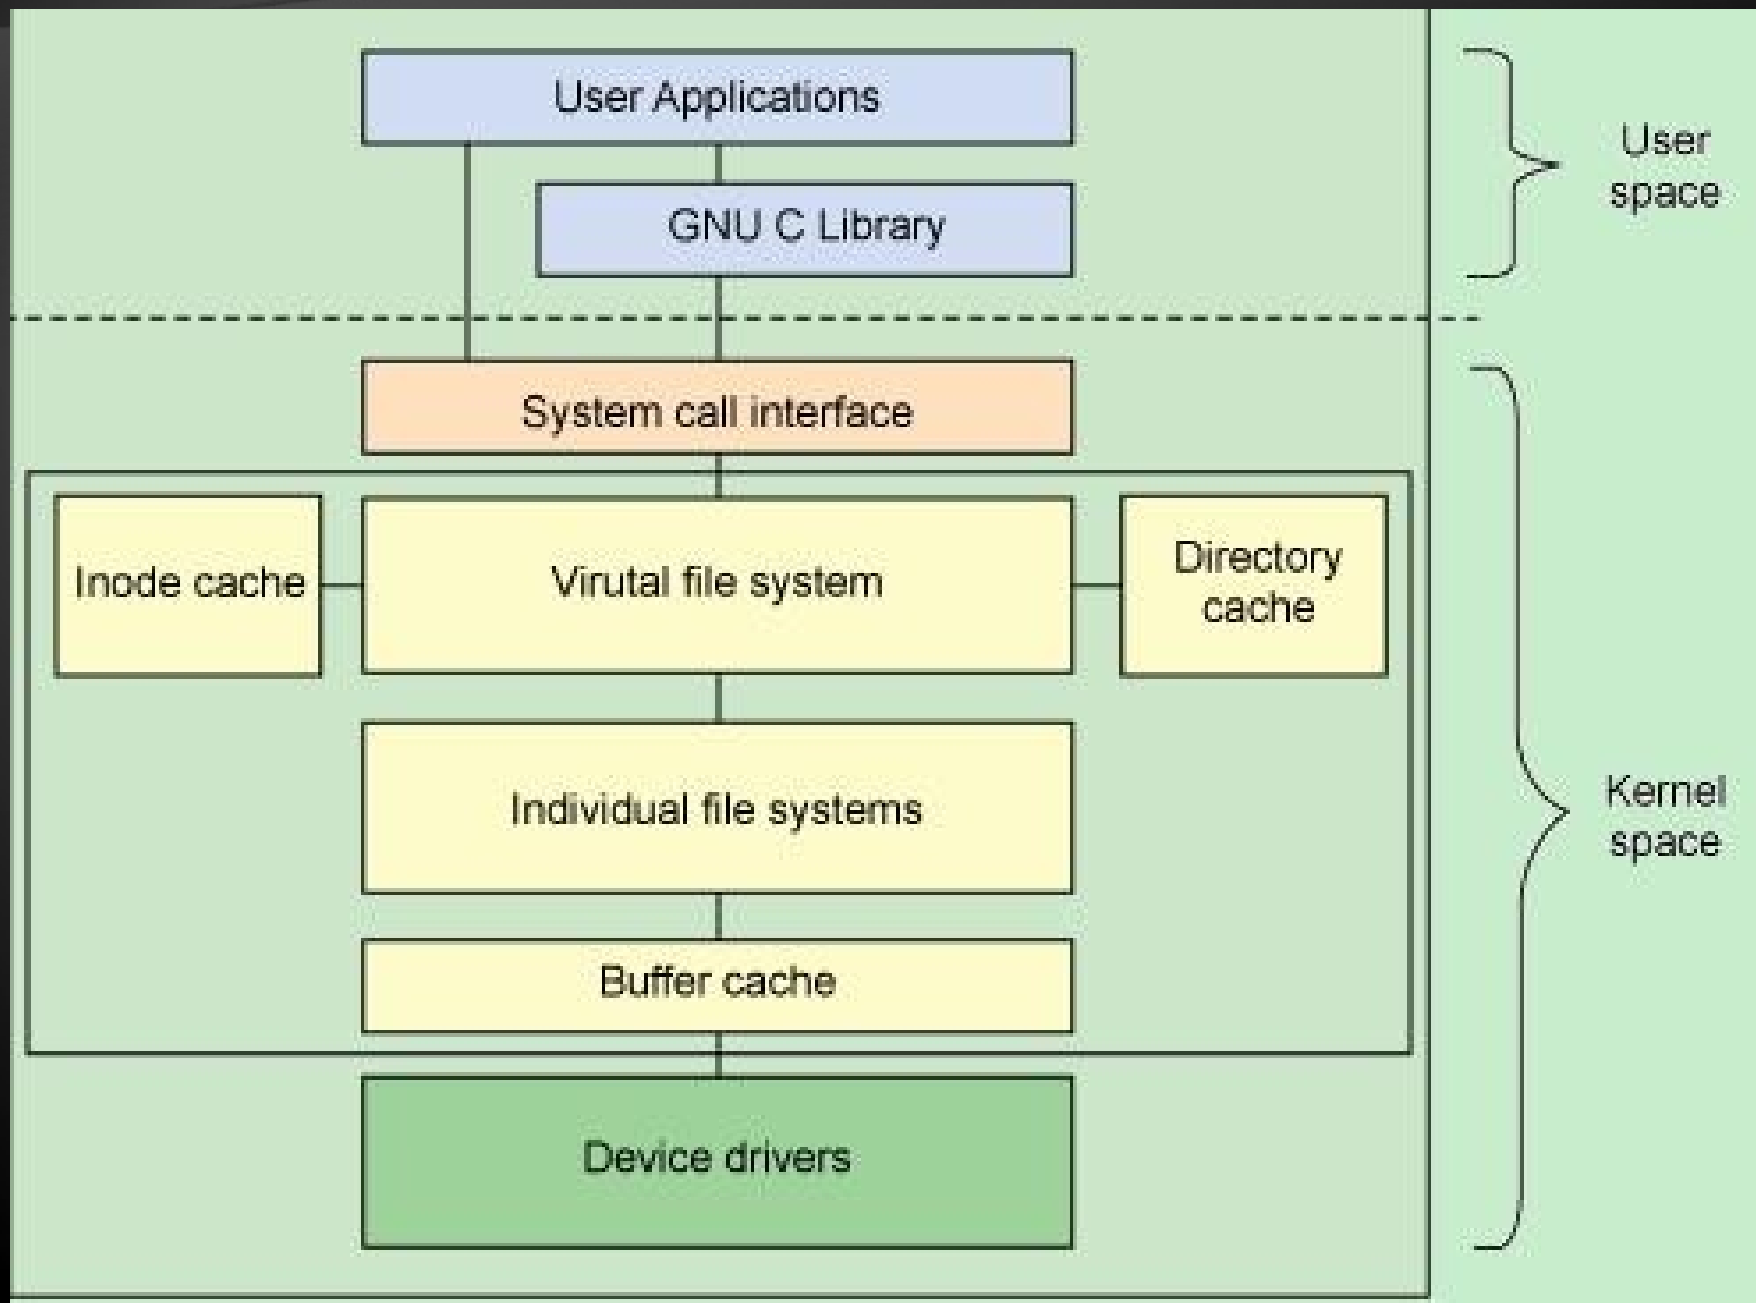 User Applications
User
space
GNU C Library
System call interface
Inode cache
Virutal file system
Directory
cache
Individual file systems
Kernel
space
Buffer cache
Device drivers